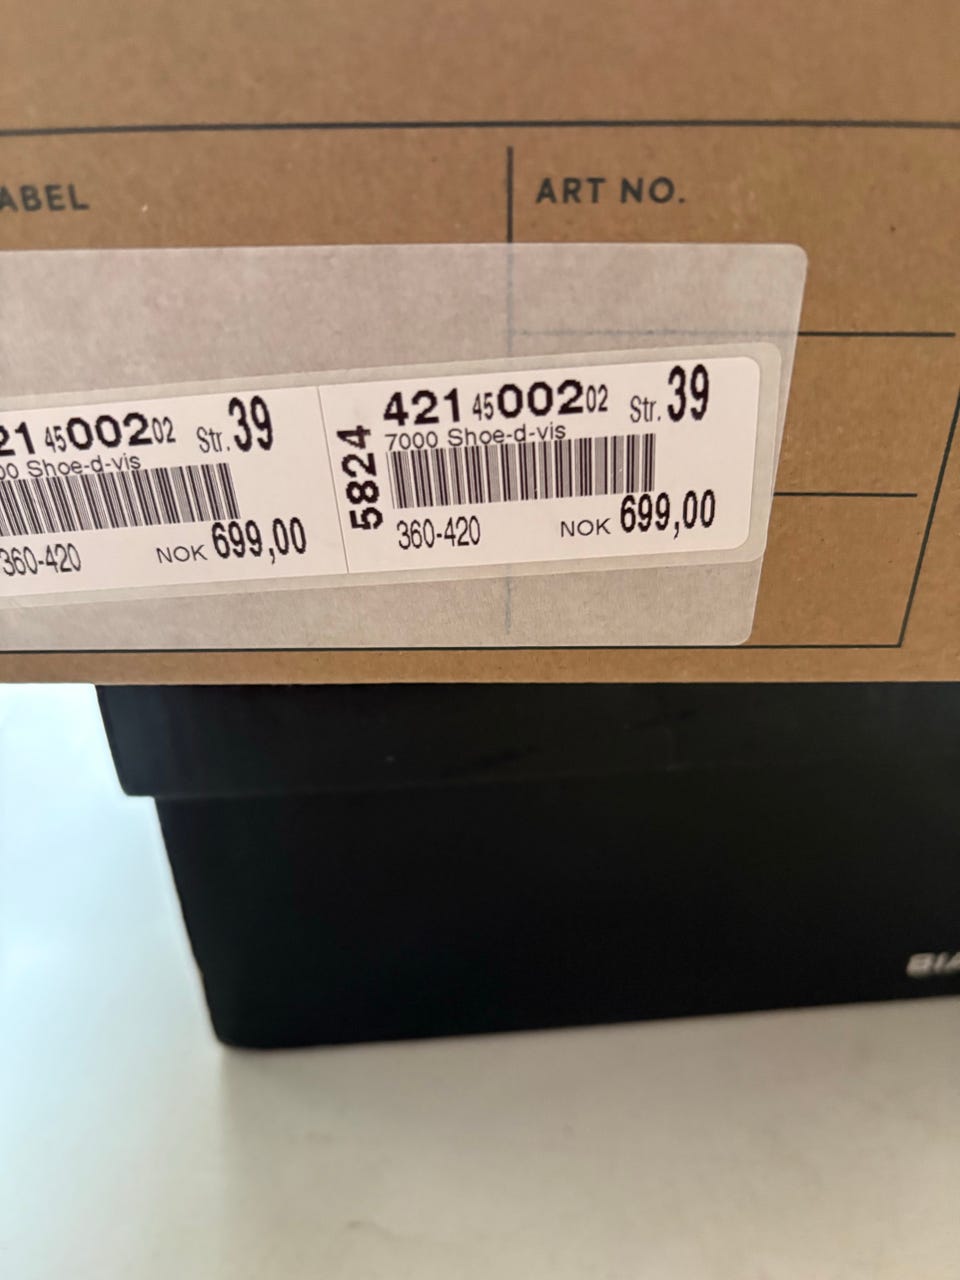 ABEL
ART NO.
21 45 002 02 Str. 39
00 Shoe-d-vis
360-420 NOK 699,00
5824
421 45 002 02 Str. 39
7000 Shoe-d-vis
360-420 NOK 699,00
BIA